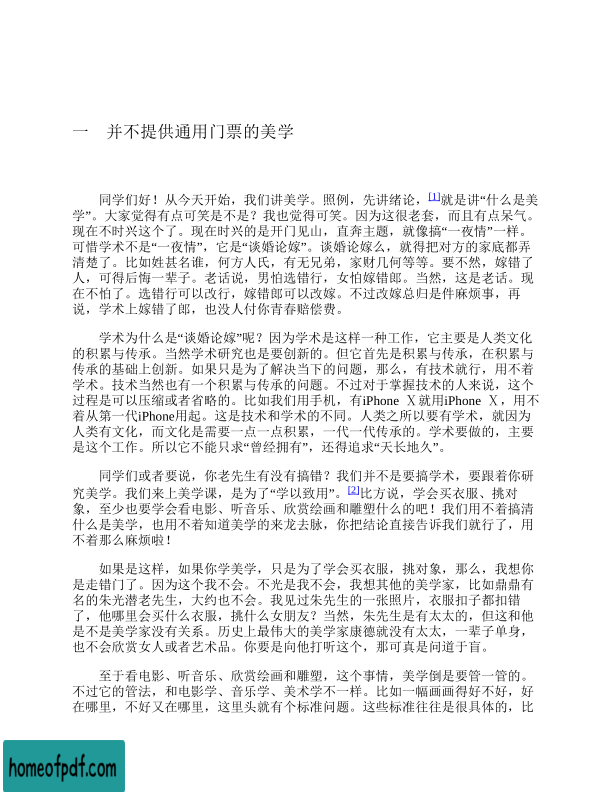 一 并不提供通用门票的美学
同学们好！从今天开始，我们讲美学。照例，先讲绪论，[1]就是讲“什么是美
学”。大家觉得有点可笑是不是？我也觉得可笑。因为这很老套，而且有点呆气。
现在不时兴这个了。现在时兴的是开门见山，直奔主题，就像搞“一夜情”一样。
可惜学术不是“一夜情”，它是“谈婚论嫁”。谈婚论嫁么，就得把对方的家底都弄
清楚了。比如姓甚名谁，何方人氏，有无兄弟，家财几何等等。要不然，嫁错了
人，可得后悔一辈子。老话说，男怕选错行，女怕嫁错郎。当然，这是老话。现
在不怕了。选错行可以改行，嫁错郎可以改嫁。不过改嫁总归是件麻烦事，再
说，学术上嫁错了郎，也没人付你青春赔偿费。
学术为什么是“谈婚论嫁”呢？因为学术是这样一种工作，它主要是人类文化
的积累与传承。当然学术研究也是要创新的。但它首先是积累与传承，在积累与
传承的基础上创新。如果只是为了解决当下的问题，那么，有技术就行，用不着
学术。技术当然也有一个积累与传承的问题。不过对于掌握技术的人来说，这个
过程是可以压缩或者省略的。比如我们用手机，有iPhone Ⅹ就用iPhone Ⅹ，用不
着从第一代iPhone用起。这是技术和学术的不同。人类之所以要有学术，就因为
人类有文化，而文化是需要一点一点积累，一代一代传承的。学术要做的，主要
是这个工作。所以它不能只求“曾经拥有”，还得追求“天长地久”。
同学们或者要说，你老先生有没有搞错？我们并不是要搞学术，要跟着你研
究美学。我们来上美学课，是为了“学以致用”。[2]比方说，学会买衣服、挑对
象，至少也要学会看电影、听音乐、欣赏绘画和雕塑什么的吧！我们用不着搞清
什么是美学，也用不着知道美学的来龙去脉，你把结论直接告诉我们就行了，用
不着那么麻烦啦！
如果是这样，如果你学美学，只是为了学会买衣服，挑对象，那么，我想你
是走错门了。因为这个我不会。不光是我不会，我想其他的美学家，比如鼎鼎有
名的朱光潜老先生，大约也不会。我见过朱先生的一张照片，衣服扣子都扣错
了，他哪里会买什么衣服，挑什么女朋友？当然，朱先生是有太太的，但这和他
是不是美学家没有关系。历史上最伟大的美学家康德就没有太太，一辈子单身，
也不会欣赏女人或者艺术品。你要是向他打听这个，那可真是问道于盲。
至于看电影、听音乐、欣赏绘画和雕塑，这个事情，美学倒是要管一管的。
不过它的管法，和电影学、音乐学、美术学不一样。比如一幅画画得好不好，好
在哪里，不好又在哪里，这里头就有个标准问题。这些标准往往是很具体的，比
homeofpdf.com